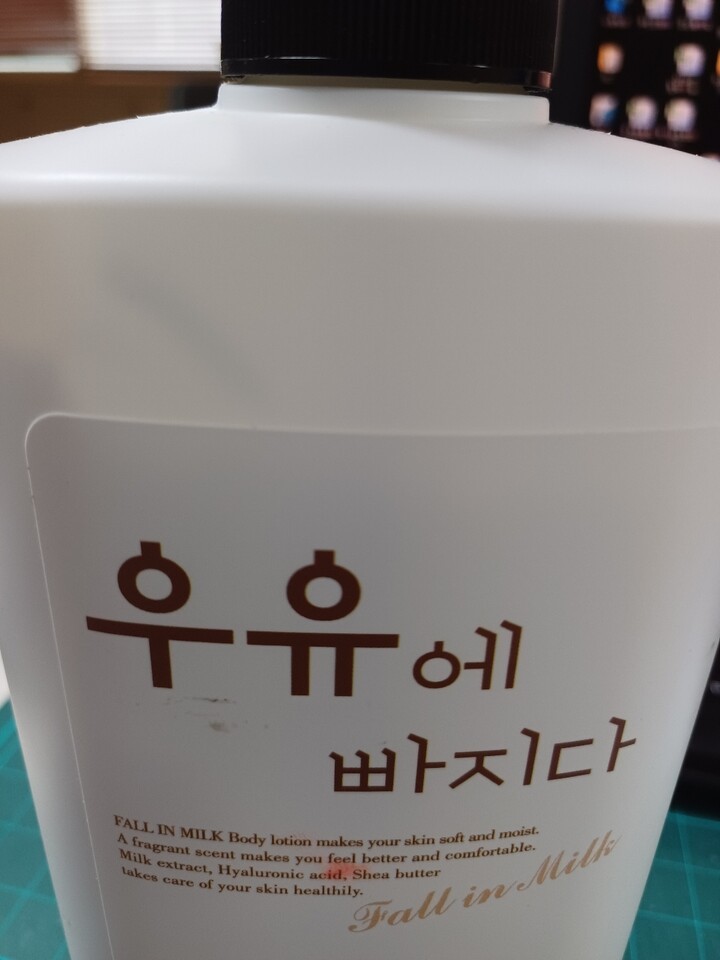 우유에
빠지다
FALL IN MILK Body lotion makes your skin soft and moist.
A fragrant scent makes you feel better and comfortable.
Milk extract, Hyaluronic acid, Shea butter
takes care of your skin healthily.
Fall in Milk